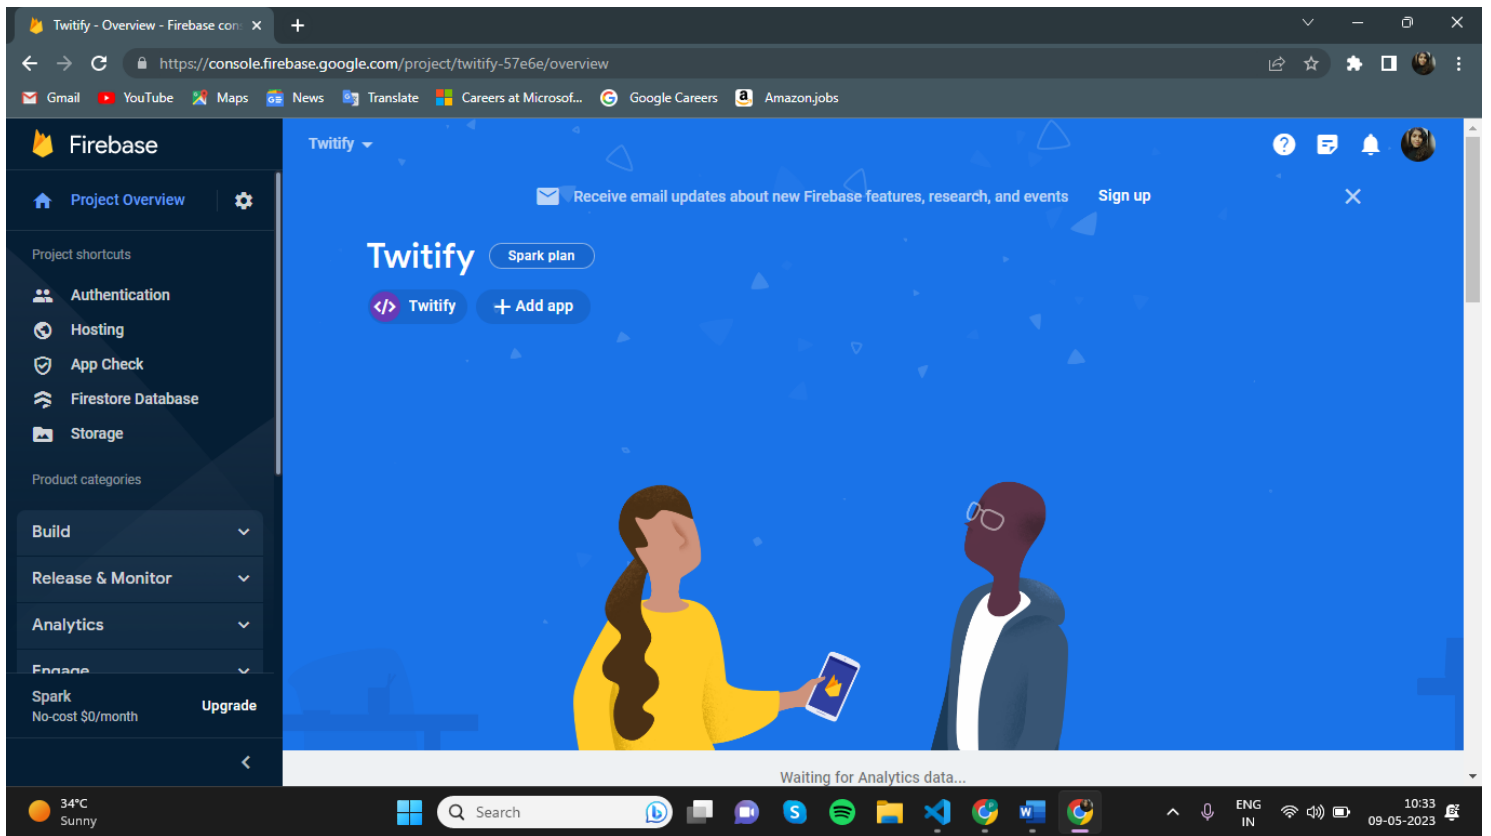 Twitify - Overview - Firebase con
https://console.firebase.google.com/project/twitify-57e6e/overview
Gmail YouTube Maps News Translate Careers at Microsof... Google Careers Amazon.jobs
Firebase
Twitify
Project Overview
Receive email updates about new Firebase features, research, and events Sign up
Project shortcuts
Twitify Spark plan
Authentication
Twitify + Add app
Hosting
App Check
Firestore Database
Storage
Product categories
Build
Release & Monitor
Analytics
Engage
Spark
No-cost $0/month
Upgrade
Waiting for Analytics data...
34°C
Sunny
Search
ENG
IN
10:33
09-05-2023